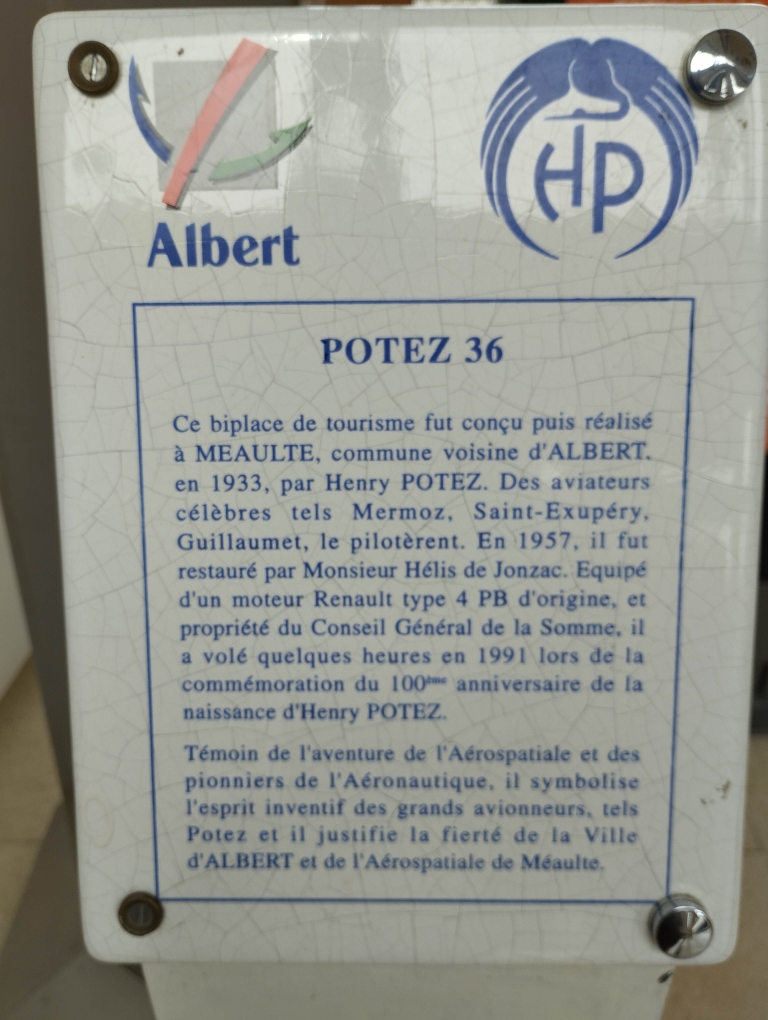 Albert
HP
POTEZ 36
Ce biplace de tourisme fut conçu puis réalisé
à MEAULTE, commune voisine d'ALBERT.
en 1933, par Henry POTEZ. Des aviateurs
célèbres tels Mermoz, Saint-Exupéry,
Guillaumet, le pilotèrent. En 1957, il fut
restauré par Monsieur Hélis de Jonzac. Equipé
d'un moteur Renault type 4 PB d'origine, et
propriété du Conseil Général de la Somme, il
a volé quelques heures en 1991 lors de la
commémoration du 100ème anniversaire de la
naissance d'Henry POTEZ.
Témoin de l'aventure de l'Aérospatiale et des
pionniers de l'Aéronautique, il symbolise
l'esprit inventif des grands avionneurs, tels
Potez et il justifie la fierté de la Ville
d'ALBERT et de l'Aérospatiale de Méaulte.